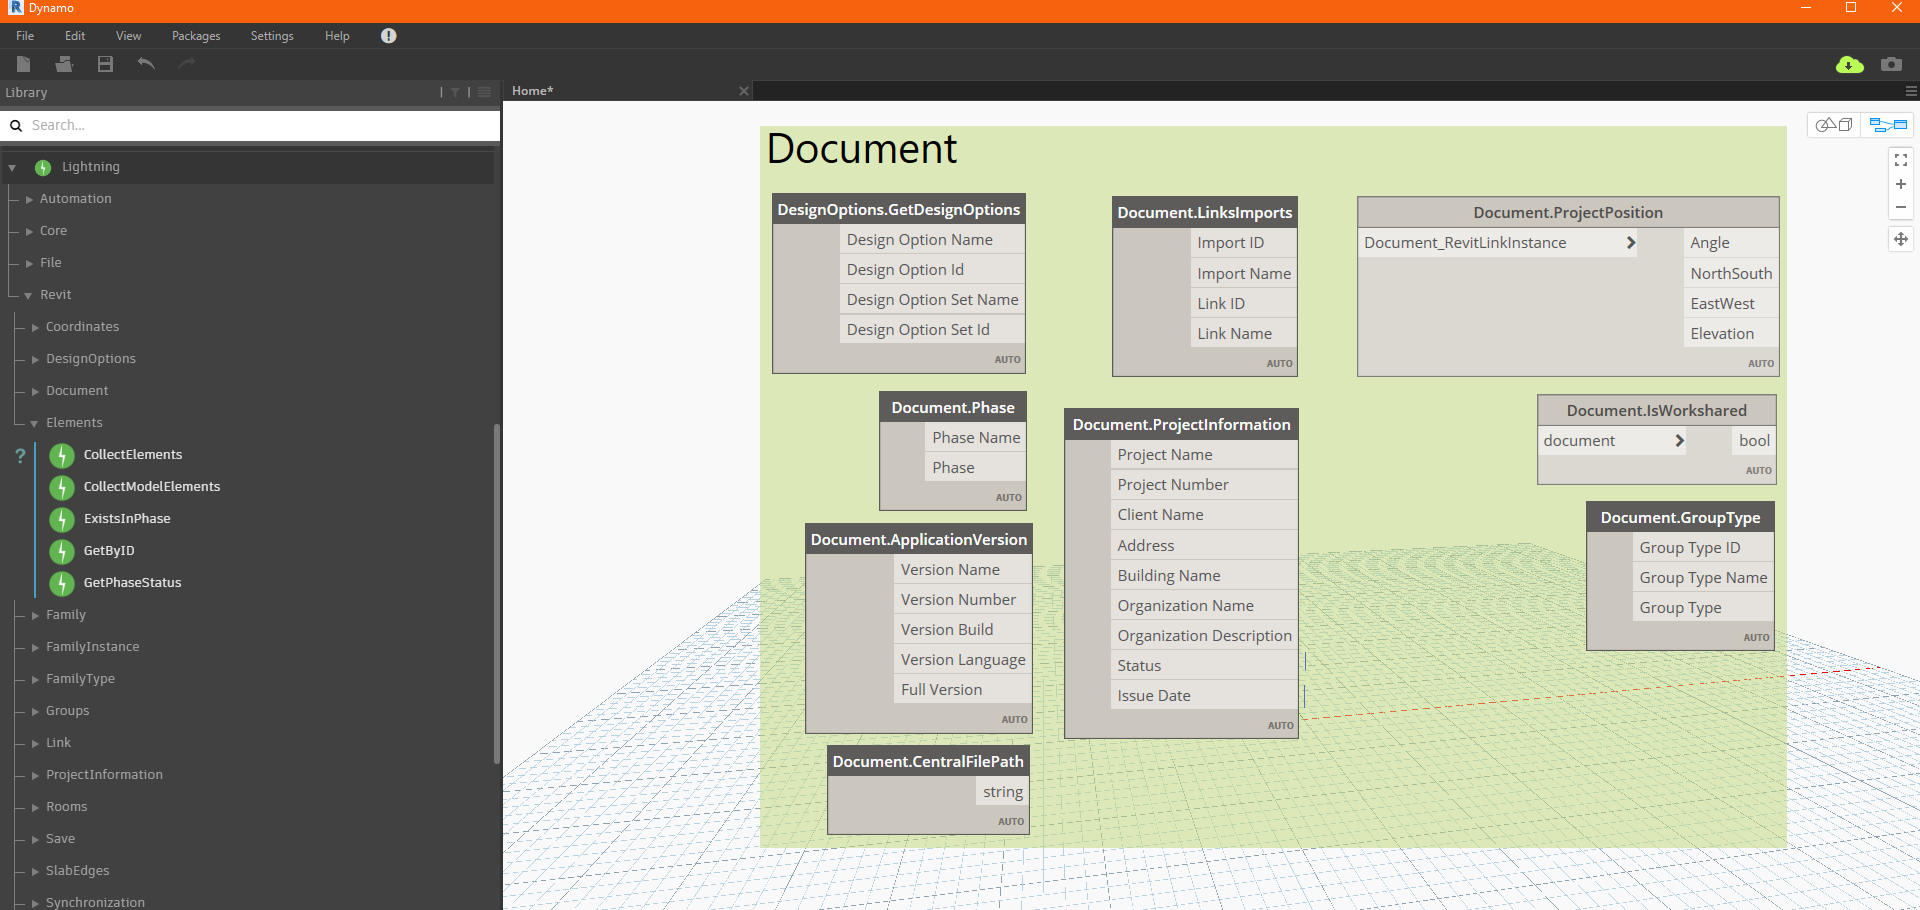 Dynamo
File Edit View Packages Settings Help
Library
Home*
Search...
Lightning
Automation
Core
File
Revit
Coordinates
DesignOptions
Document
Elements
?
CollectElements
CollectModelElements
ExistsInPhase
GetByID
GetPhaseStatus
Family
FamilyInstance
FamilyType
Groups
Link
ProjectInformation
Rooms
Save
SlabEdges
Synchronization
Document
DesignOptions.GetDesignOptions
Design Option Name
Design Option Id
Design Option Set Name
Design Option Set Id
AUTO
Document.LinksImports
Import ID
Import Name
Link ID
Link Name
AUTO
Document.ProjectPosition
Document_RevitLinkInstance
Angle
NorthSouth
EastWest
Elevation
AUTO
Document.Phase
Phase Name
Phase
AUTO
Document.ProjectInformation
Project Name
Project Number
Client Name
Address
Building Name
Organization Name
Organization Description
Status
Issue Date
AUTO
Document.IsWorkshared
document
bool
AUTO
Document.GroupType
Group Type ID
Group Type Name
Group Type
AUTO
Document.ApplicationVersion
Version Name
Version Number
Version Build
Version Language
Full Version
AUTO
Document.CentralFilePath
string
AUTO